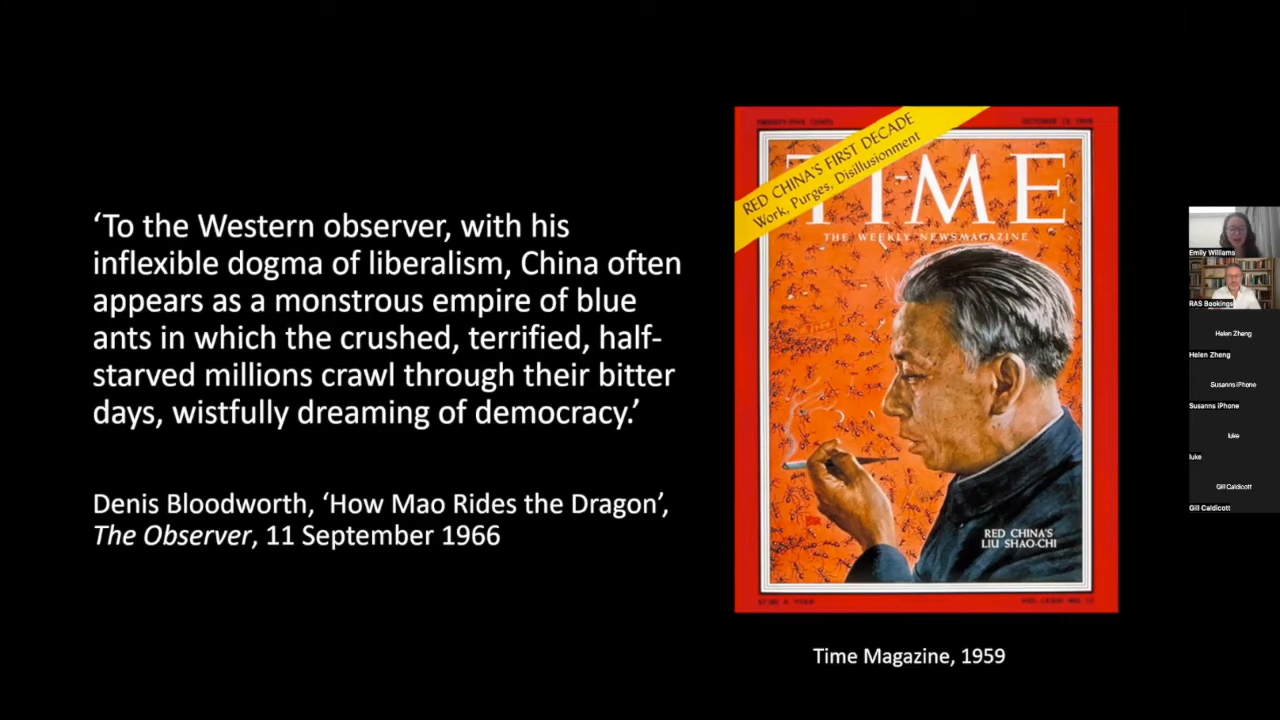 ‘To the Western observer, with his
inflexible dogma of liberalism, China often
appears as a monstrous empire of blue
ants in which the crushed, terrified, half-
starved millions crawl through their bitter
days, wistfully dreaming of democracy.’
Denis Bloodworth, ‘How Mao Rides the Dragon’,
The Observer, 11 September 1966
RED CHINA'S FIRST DECADE
Work, Purges, Disillusionment
TIME
THE WEEKLY NEWSMAGAZINE
RED CHINA'S
LIU SHAO-CHI
Time Magazine, 1959
Emily Williams
RAS Bookings
Helen Zheng
Helen Zheng
Susanns iPhone
Susanns iPhone
luke
luke
Gill Caldicott
Gill Caldicott